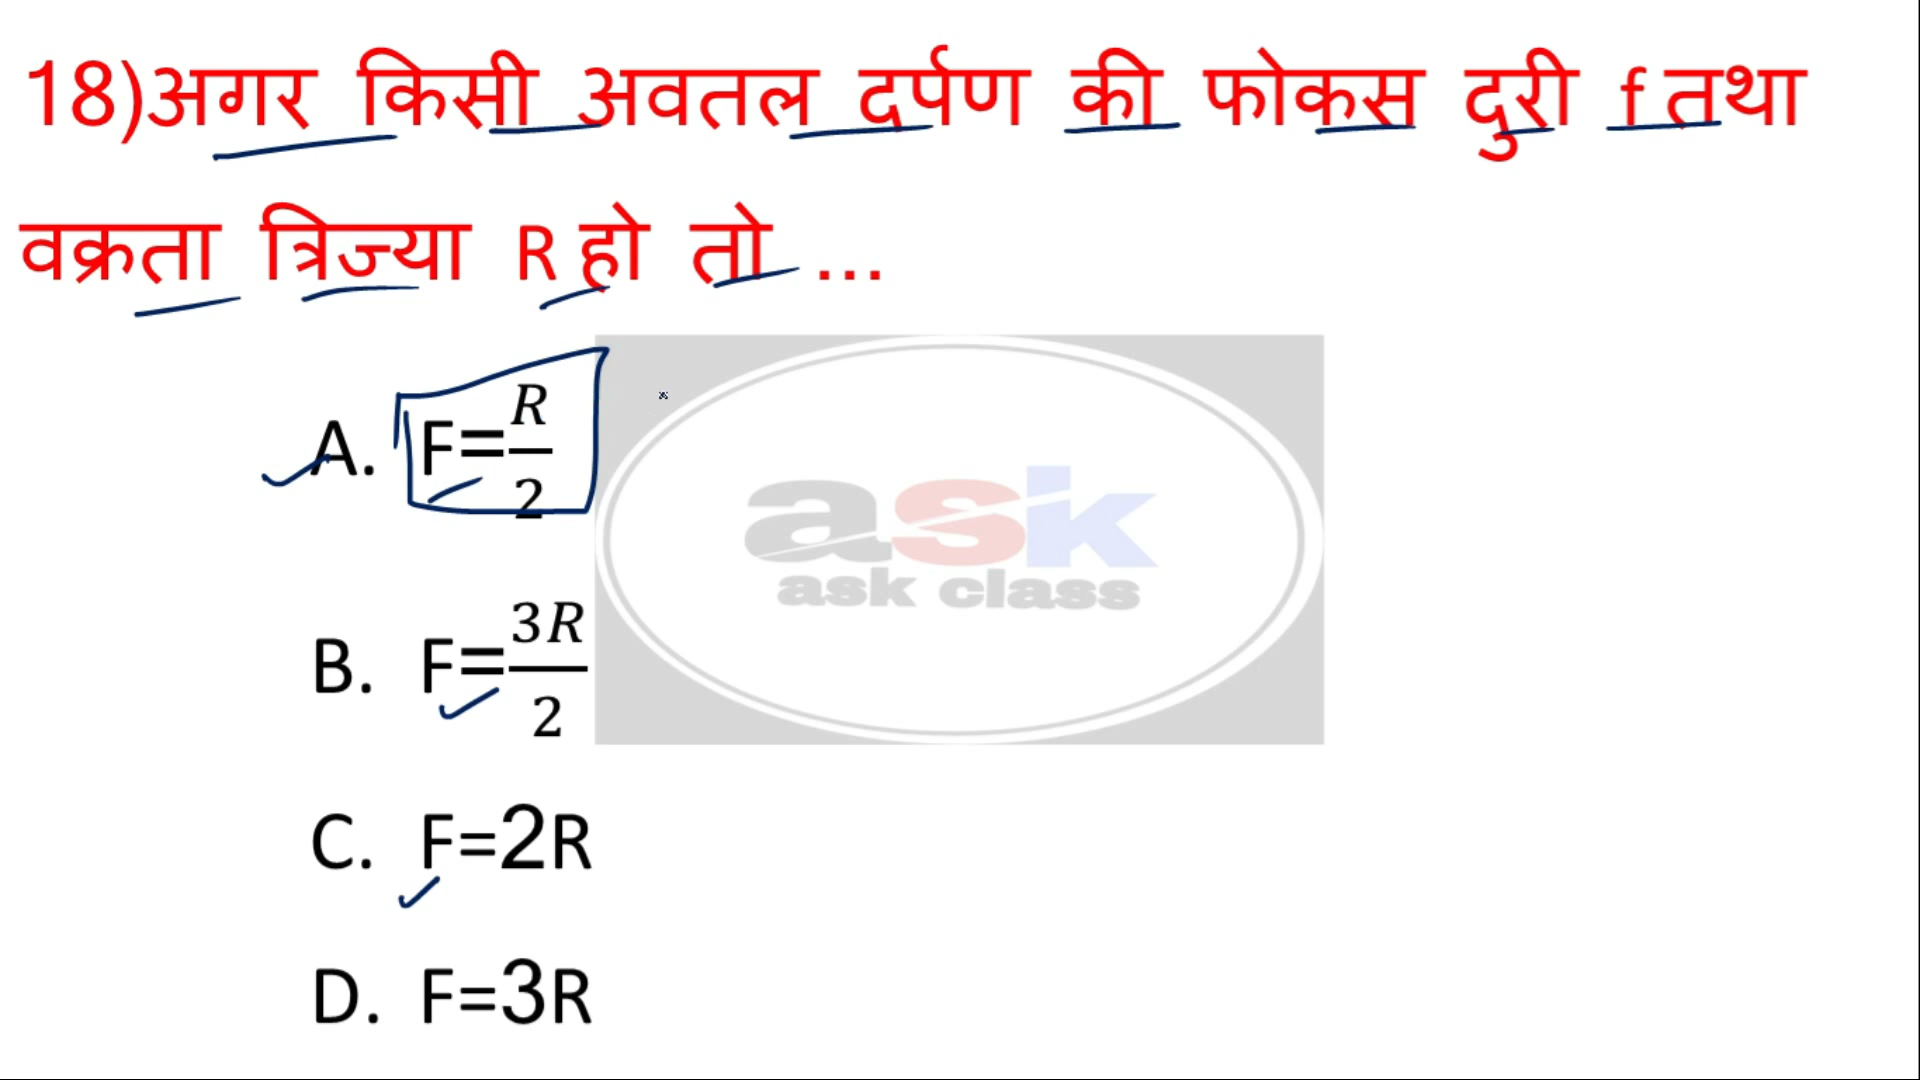 18)अगर किसी अवतल दर्पण की फोकस दुरी f तथा
वक्रता त्रिज्या R हो तो ...
A. F=R/2
B. F=3R/2
C. F=2R
D. F=3R
ask
ask class